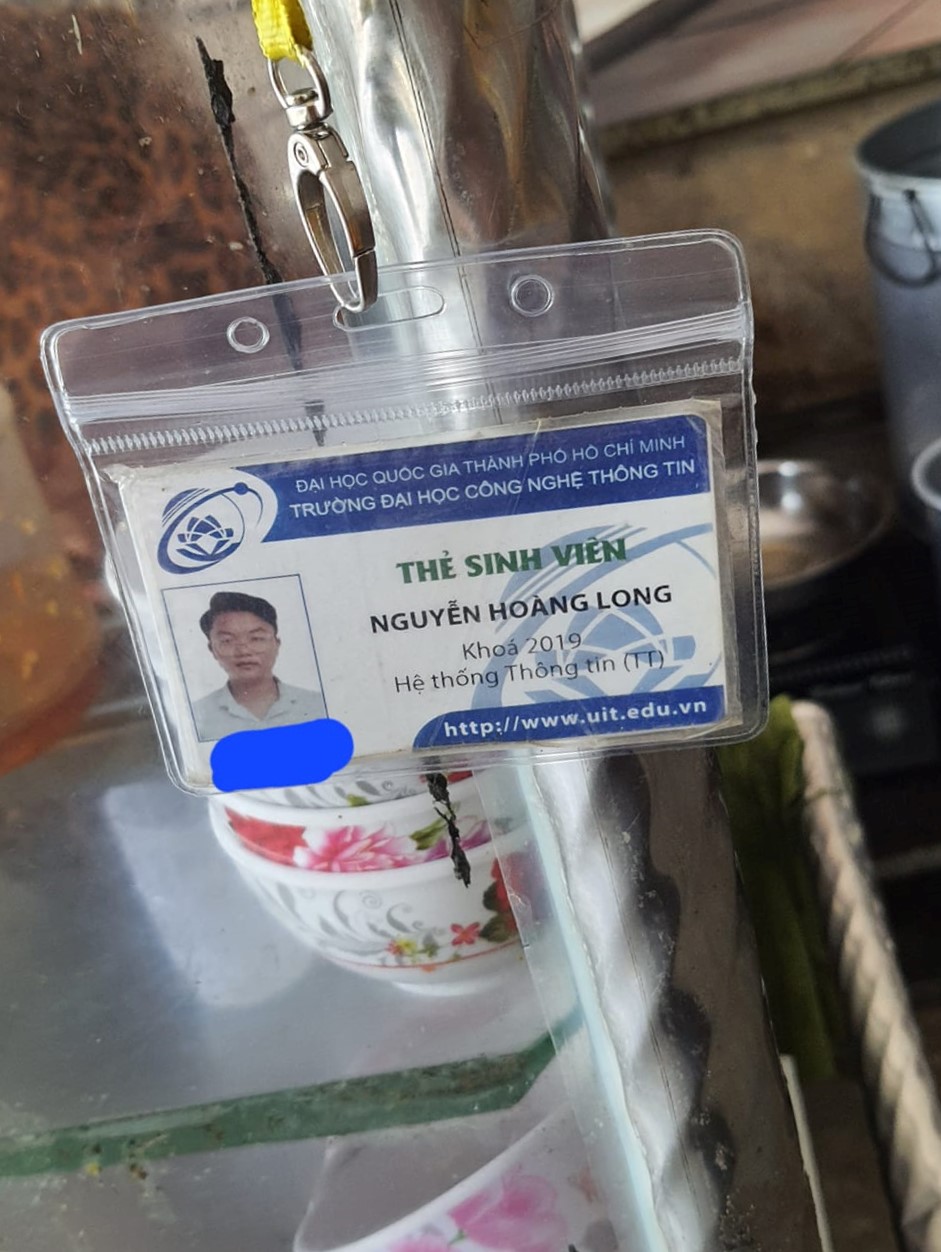 ĐẠI HỌC QUỐC GIA THÀNH PHỐ HỒ CHÍ MINH
TRƯỜNG ĐẠI HỌC CÔNG NGHỆ THÔNG TIN
THẺ SINH VIÊN
NGUYỄN HOÀNG LONG
Khoá 2019
Hệ thống Thông tin (TT)
http://www.uit.edu.vn